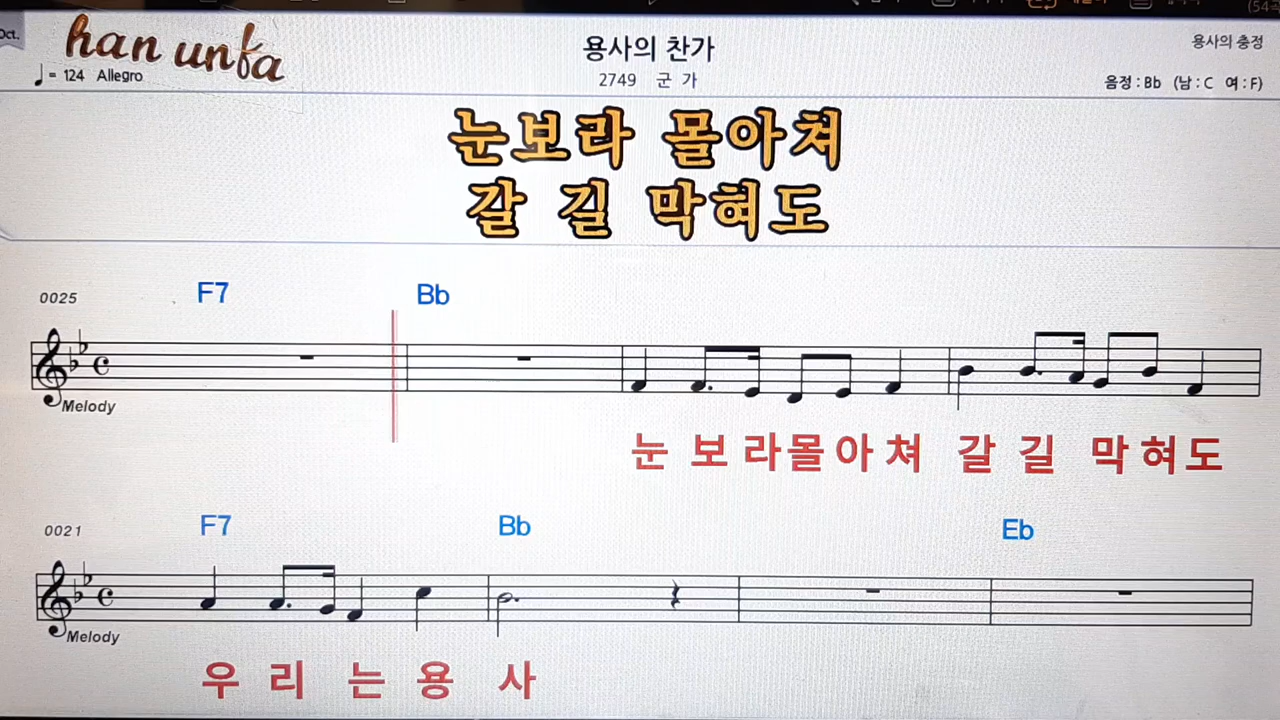 Oct.
han unfa
용사의 찬가
용사의 충정
♩= 124 Allegro
2749 군 가
음정 : Bb (남 : C 여 : F)
눈보라 몰아쳐
갈 길 막혀도
0025 F7 Bb
Melody
눈 보 라 몰 아 쳐 갈 길 막 혀 도
0021 F7 Bb Eb
Melody
우 리 는 용 사